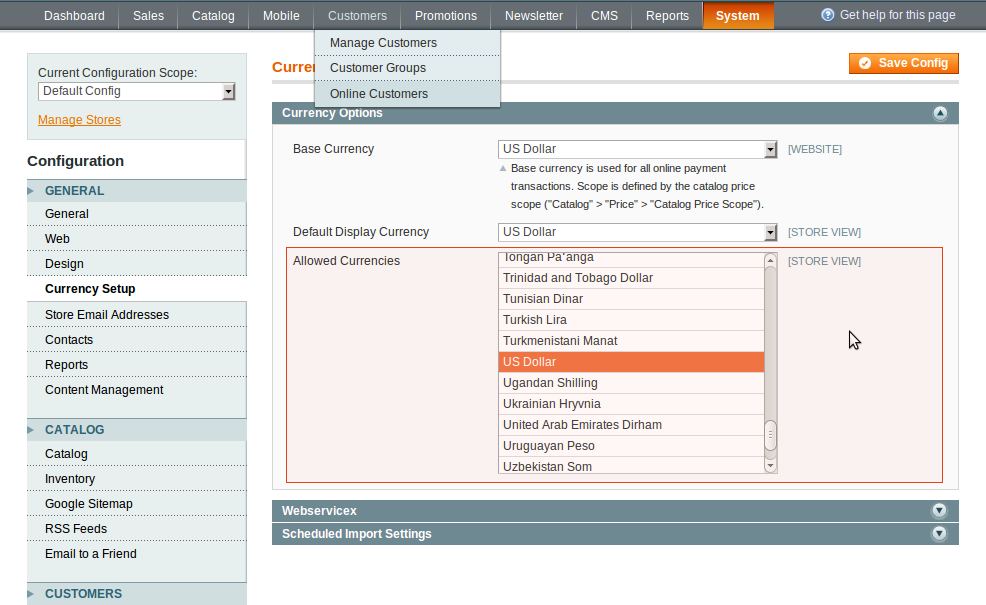 Dashboard Sales Catalog Mobile Customers Promotions Newsletter CMS Reports System Get help for this page
Manage Customers
Customer Groups
Online Customers
Current Configuration Scope:
Default Config
Manage Stores
Configuration
GENERAL
General
Web
Design
Currency Setup
Store Email Addresses
Contacts
Reports
Content Management
CATALOG
Catalog
Inventory
Google Sitemap
RSS Feeds
Email to a Friend
CUSTOMERS
Save Config
Currency Options
Base Currency US Dollar [WEBSITE]
Base currency is used for all online payment
transactions. Scope is defined by the catalog price
scope ("Catalog" > "Price" > "Catalog Price Scope").
Default Display Currency US Dollar [STORE VIEW]
Allowed Currencies [STORE VIEW]
Tongan Paʻanga
Trinidad and Tobago Dollar
Tunisian Dinar
Turkish Lira
Turkmenistani Manat
US Dollar
Ugandan Shilling
Ukrainian Hryvnia
United Arab Emirates Dirham
Uruguayan Peso
Uzbekistan Som
Webservicex
Scheduled Import Settings